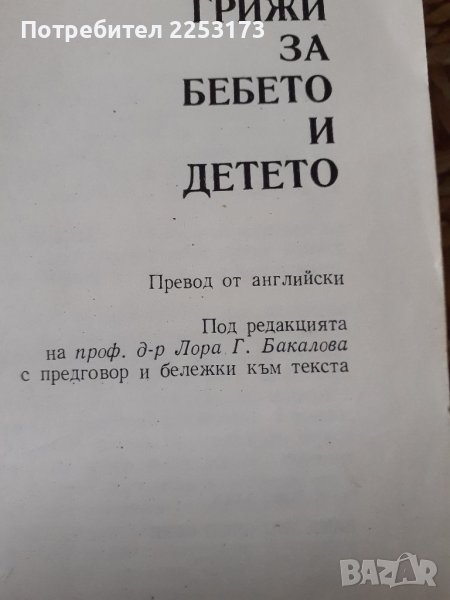 Потребител 2253173
ГРИЖИ
ЗА
БЕБЕТО
И
ДЕТЕТО
Превод от английски
Под редакцията
на проф. д-р Лора Г. Бакалова
с предговор и бележки към текста
BAZAR